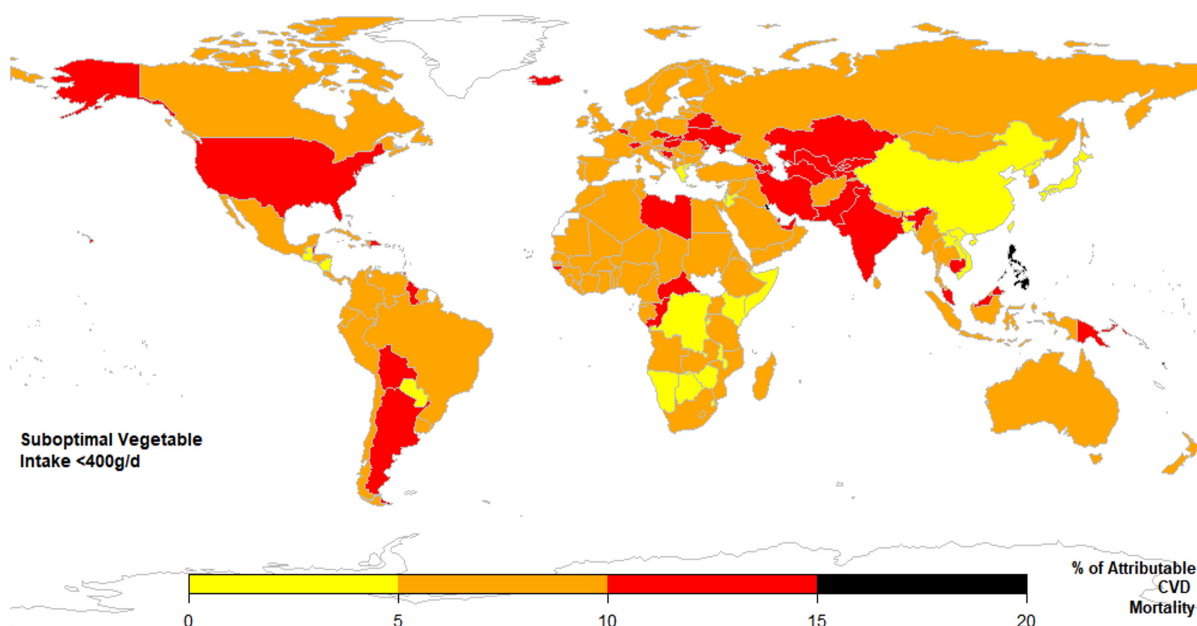 Suboptimal Vegetable
Intake <400g/d
% of Attributable
CVD
Mortality
0 5 10 15 20